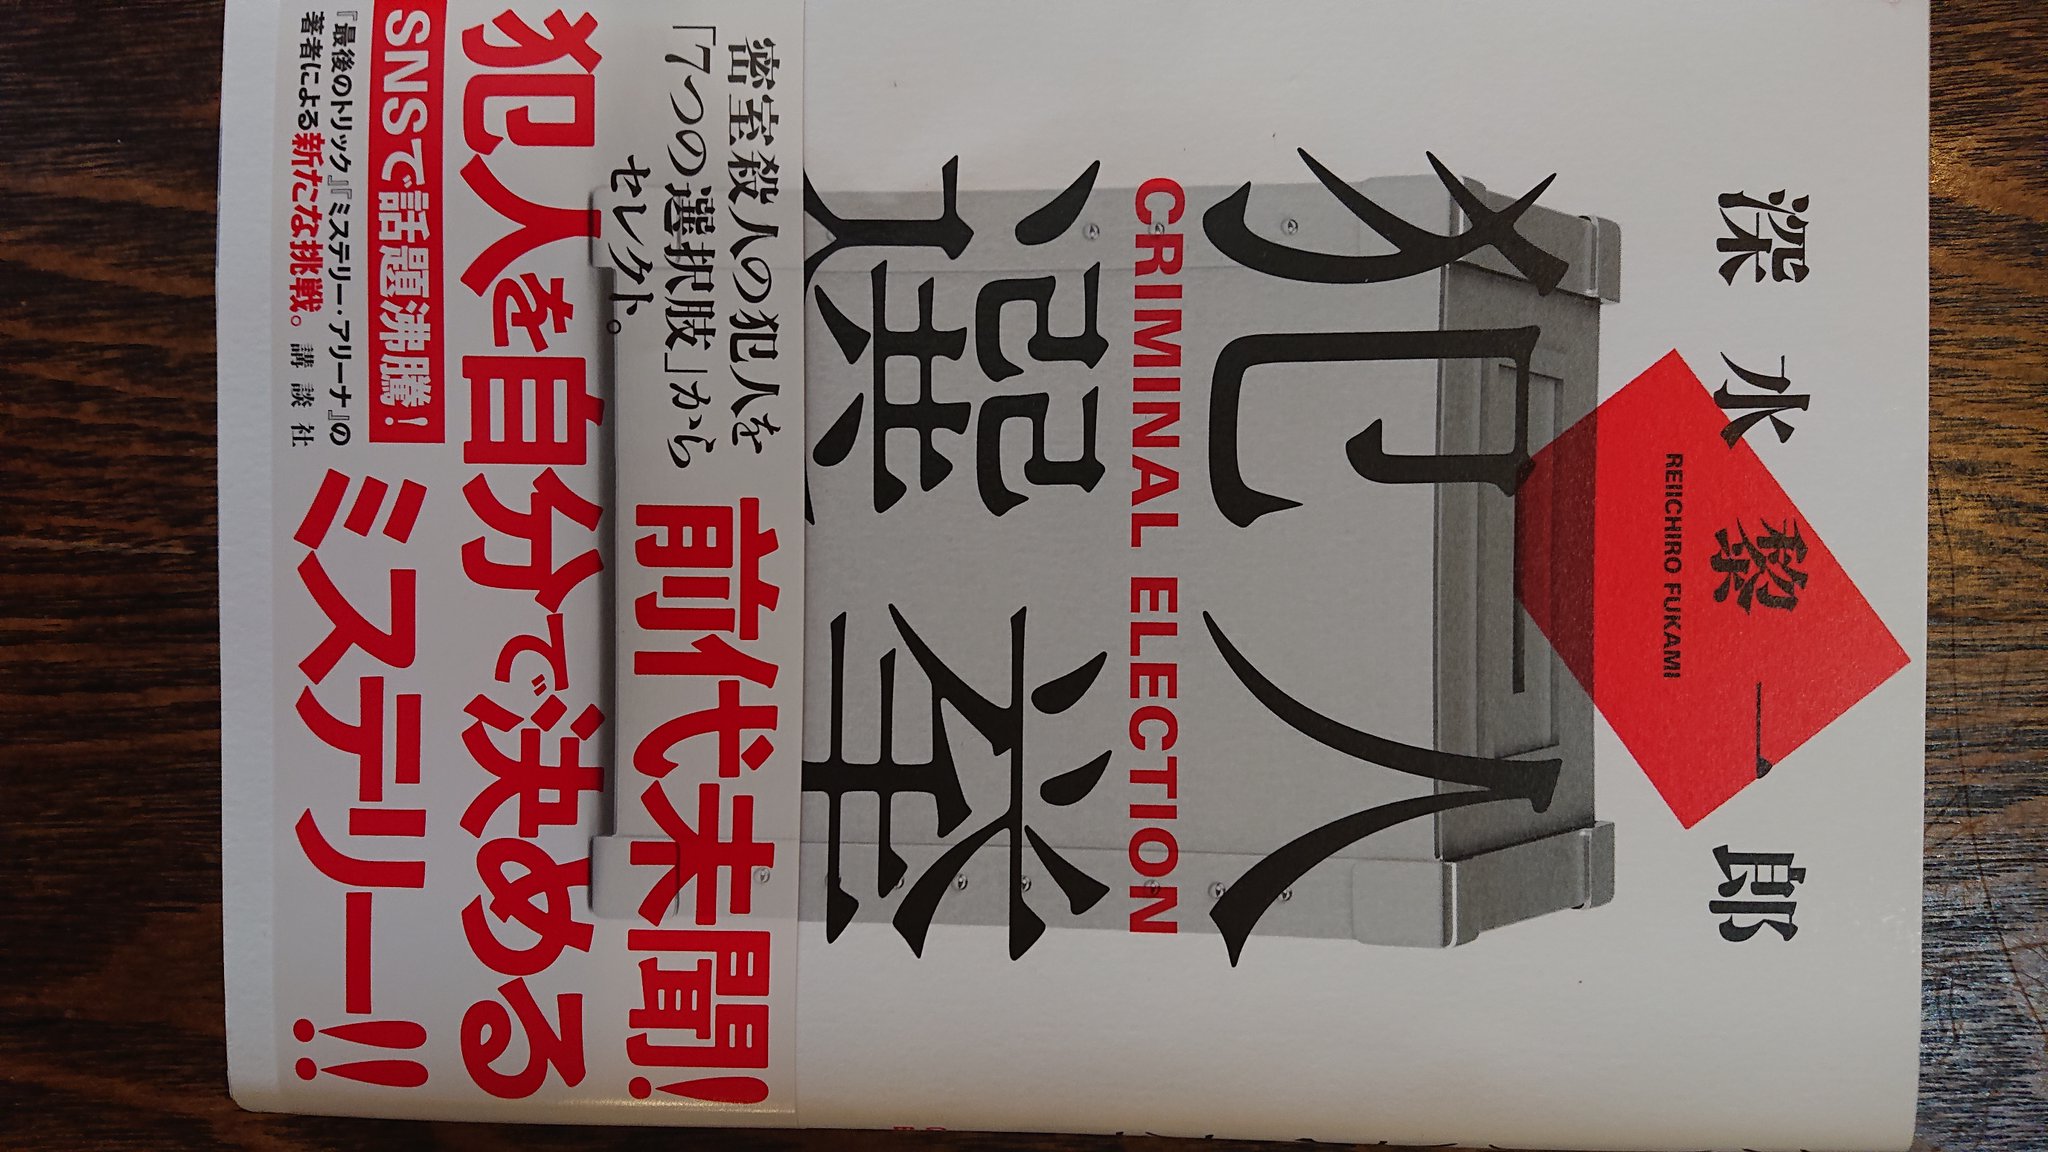 深水黎一郎
REIICHIRO FUKAMI
犯人
CRIMINAL ELECTION
選挙
密室殺人の犯人を
「7つの選択肢」から
セレクト。
前代未聞!
犯人を自分で決める
ミステリー!!
SNSで話題沸騰!
『最後のトリック』『ミステリー・アリーナ』の
著者による新たな挑戦。 講談社